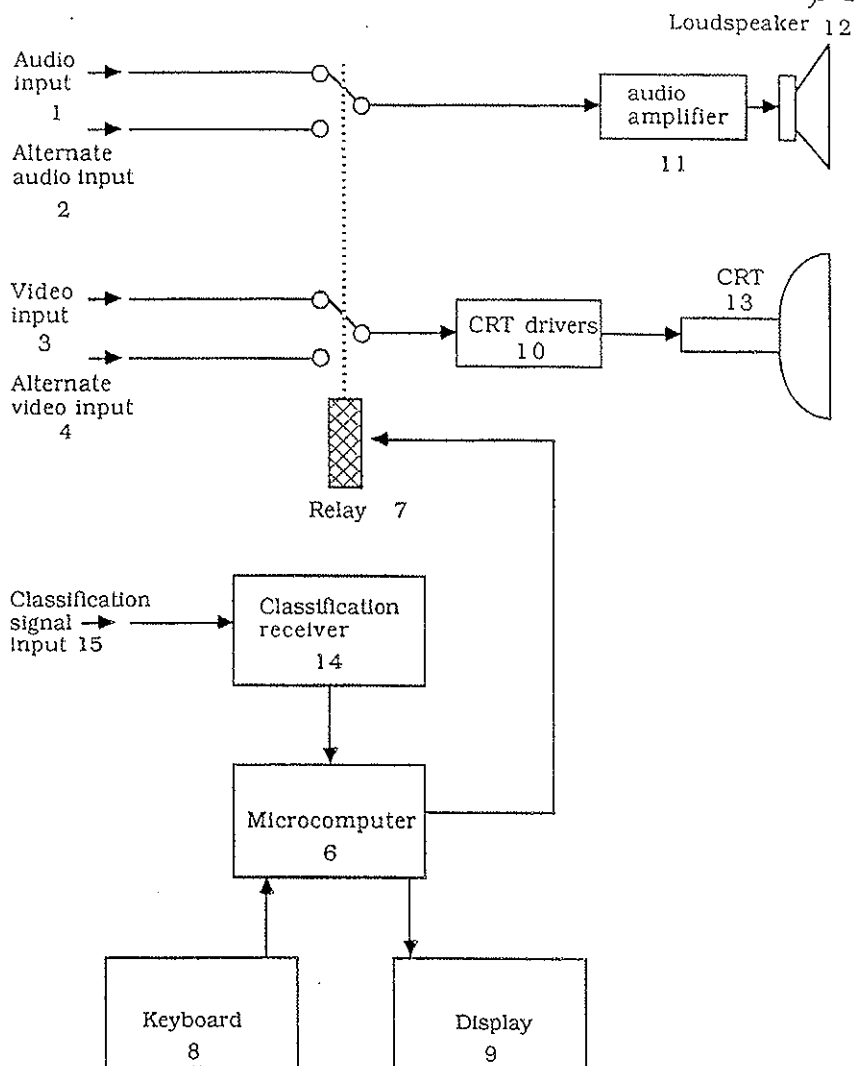 Loudspeaker 12
Audio
input
1
audio
amplifier
11
Alternate
audio input
2
Video
input
3
CRT
13
CRT drivers
10
Alternate
video input
4
Relay 7
Classification
signal
input 15
Classification
receiver
14
Microcomputer
6
Keyboard
8
Display
9